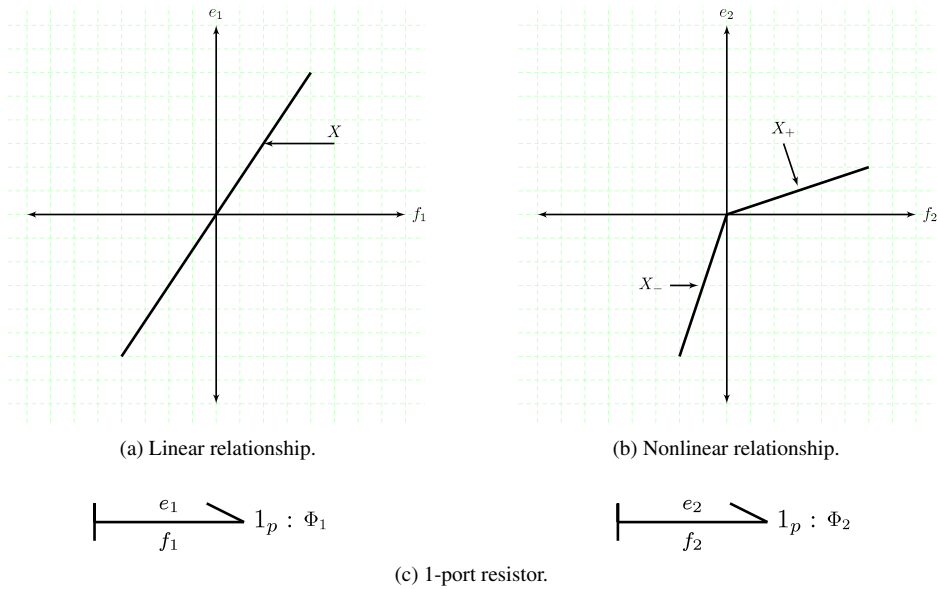 e₁
X
f₁
e₂
X₊
X₋
f₂
(a) Linear relationship.
(b) Nonlinear relationship.
e₁
f₁
1ₚ : Φ₁
e₂
f₂
1ₚ : Φ₂
(c) 1-port resistor.